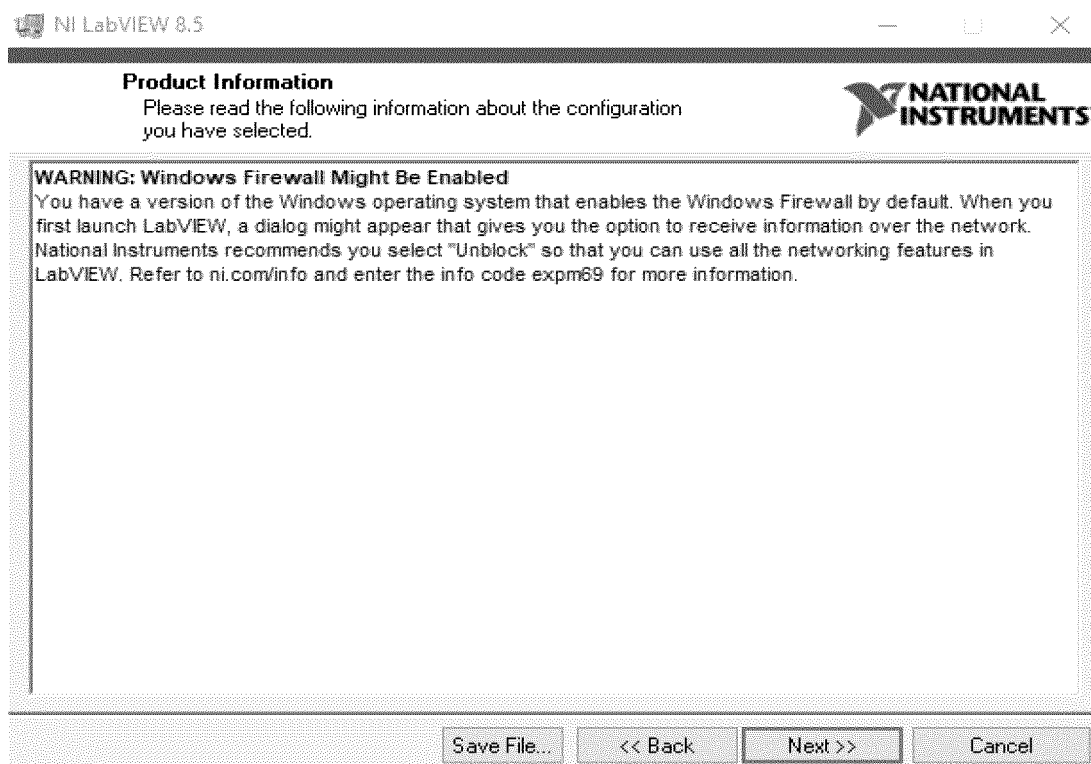 NI LabVIEW 8.5
Product Information
Please read the following information about the configuration
you have selected.
NATIONAL
INSTRUMENTS
WARNING: Windows Firewall Might Be Enabled
You have a version of the Windows operating system that enables the Windows Firewall by default. When you
first launch LabVIEW, a dialog might appear that gives you the option to receive information over the network.
National Instruments recommends you select "Unblock" so that you can use all the networking features in
LabVIEW. Refer to ni.com/info and enter the info code expm69 for more information.
Save File... << Back Next >> Cancel